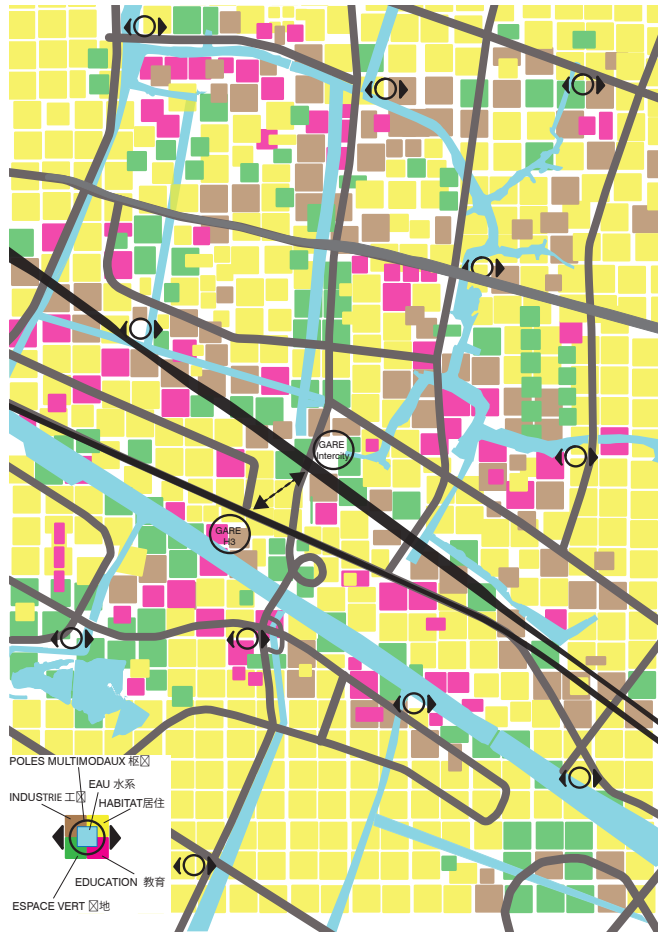 GARE
Intercity
GARE
H3
POLES MULTIMODAUX 枢
EAU 水系
INDUSTRIE 工
HABITAT居住
EDUCATION 教育
ESPACE VERT 地